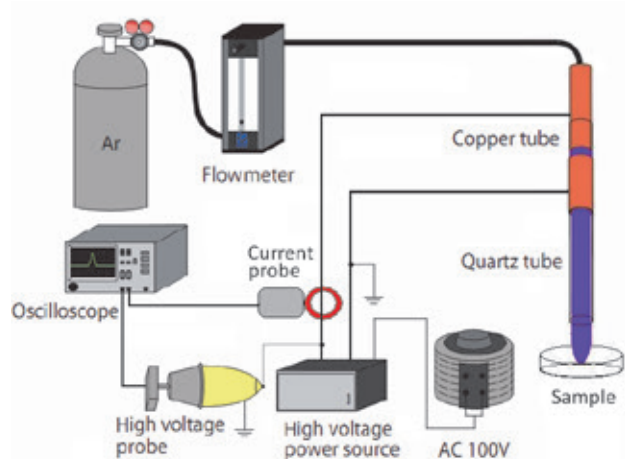 Ar
Flowmeter
Copper tube
Current
probe
Quartz tube
Oscilloscope
High voltage
probe
High voltage
power source
AC 100V
Sample